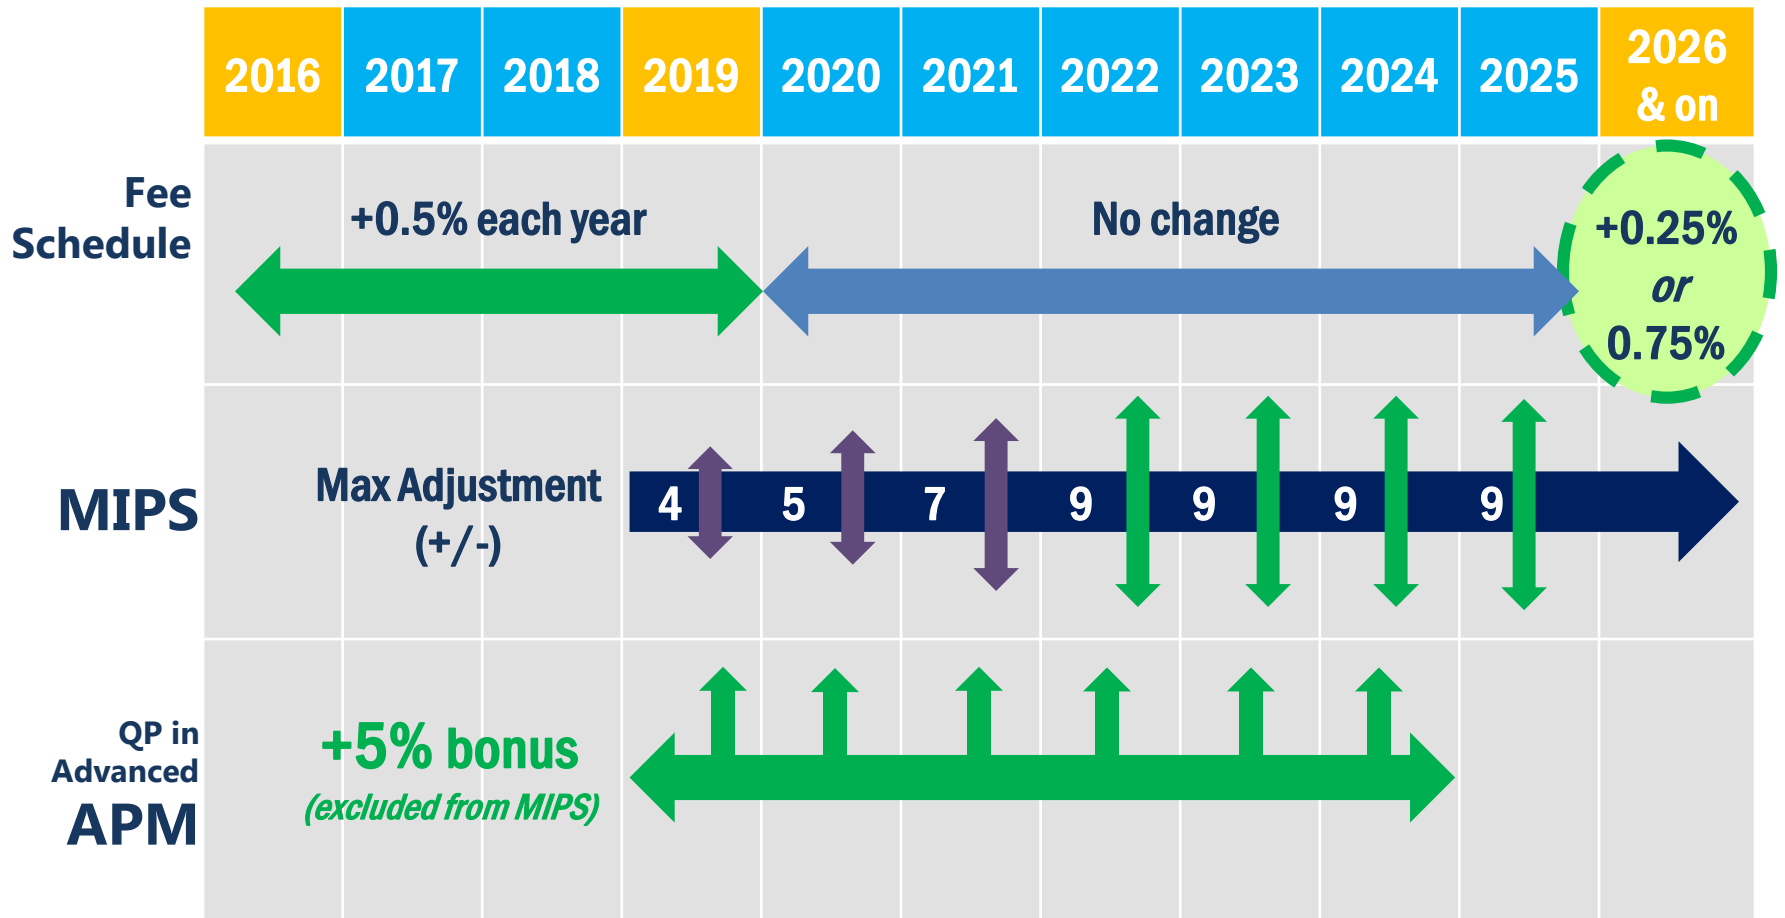 2016 2017 2018 2019 2020 2021 2022 2023 2024 2025 2026
& on
Fee
Schedule
+0.5% each year
No change
+0.25%
or
0.75%
MIPS
Max Adjustment
(+/-)
4 5 7 9 9 9 9
QP in
Advanced
APM
+5% bonus
(excluded from MIPS)